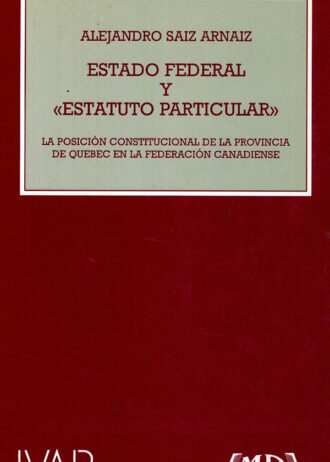 ALEJANDRO SAIZ ARNAIZ
ESTADO FEDERAL
Y
«ESTATUTO PARTICULAR»
LA POSICIÓN CONSTITUCIONAL DE LA PROVINCIA
DE QUEBEC EN LA FEDERACIÓN CANADIENSE